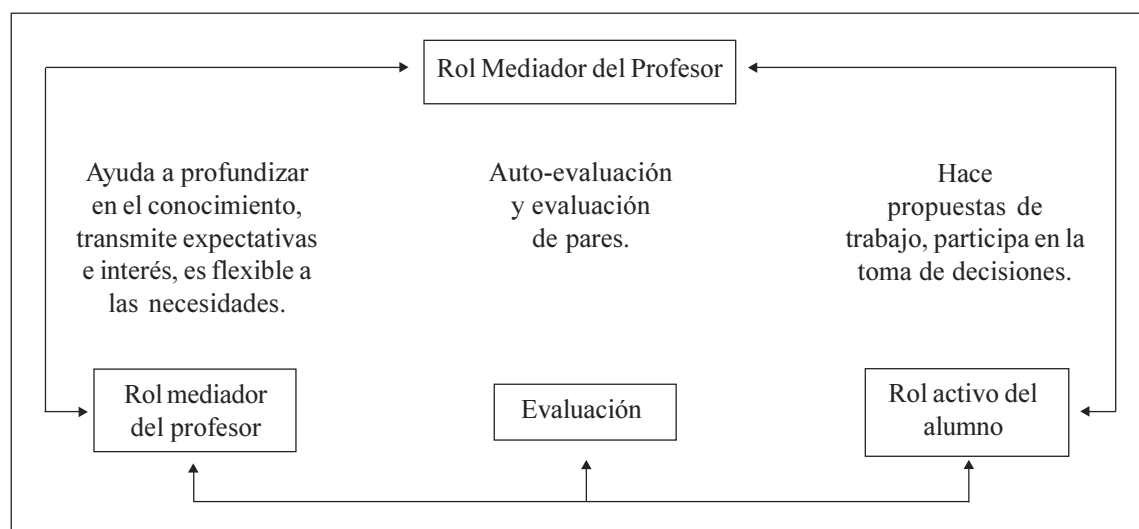 Rol Mediador del Profesor
Ayuda a profundizar
en el conocimiento,
transmite expectativas
e interés, es flexible a
las necesidades.
Auto-evaluación
y evaluación
de pares.
Hace
propuestas de
trabajo, participa en la
toma de decisiones.
Rol mediador
del profesor
Evaluación
Rol activo del
alumno